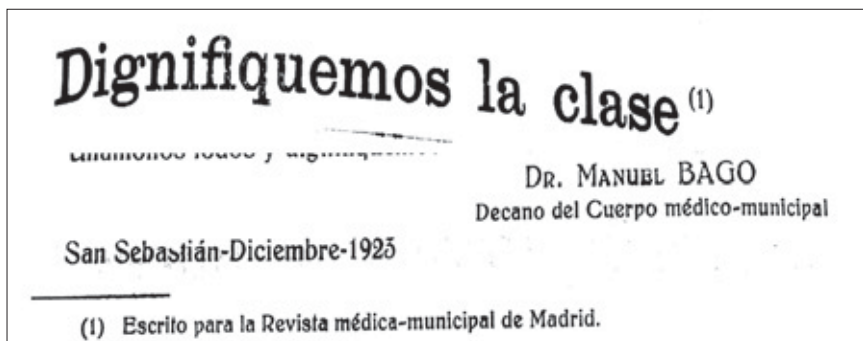 Dignifiquemos la clase (1)
y
DR. MANUEL BAGO
Decano del Cuerpo médico-municipal
San Sebastián-Diciembre-1923
(1) Escrito para la Revista médica-municipal de Madrid.